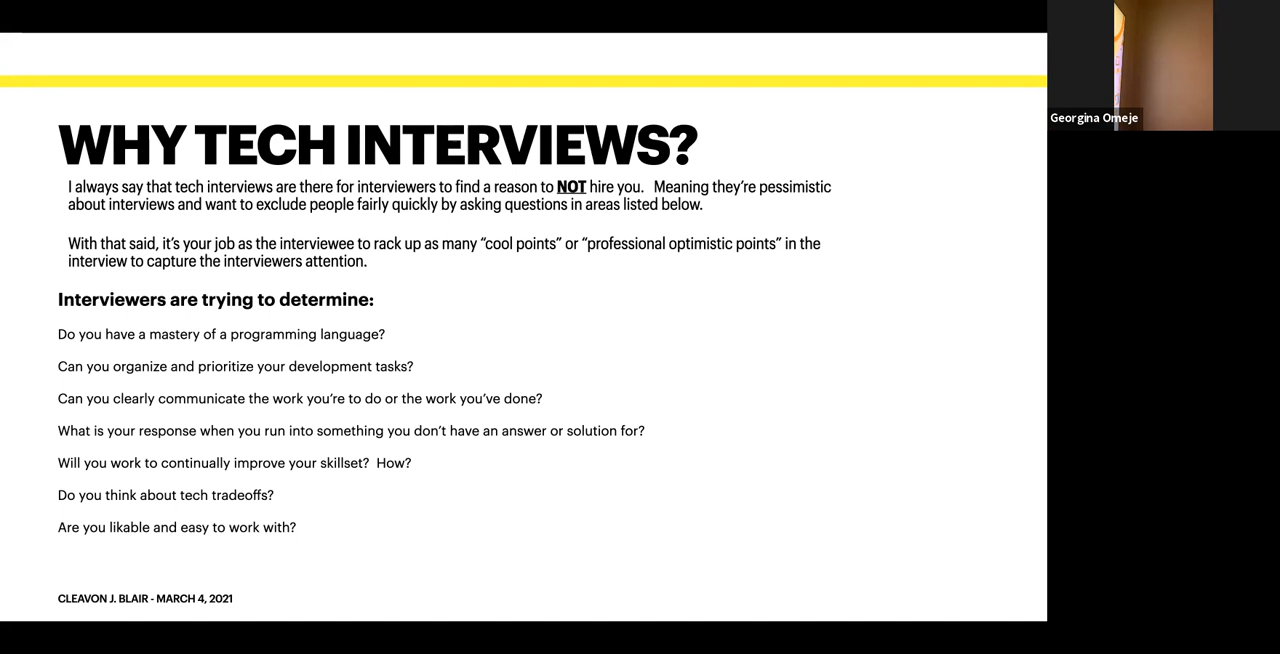 WHY TECH INTERVIEWS?
I always say that tech interviews are there for interviewers to find a reason to NOT hire you.   Meaning they’re pessimistic
about interviews and want to exclude people fairly quickly by asking questions in areas listed below.
With that said, it’s your job as the interviewee to rack up as many “cool points” or “professional optimistic points” in the
interview to capture the interviewers attention.
Interviewers are trying to determine:
Do you have a mastery of a programming language?
Can you organize and prioritize your development tasks?
Can you clearly communicate the work you’re to do or the work you’ve done?
What is your response when you run into something you don’t have an answer or solution for?
Will you work to continually improve your skillset?  How?
Do you think about tech tradeoffs?
Are you likable and easy to work with?
CLEAVON J. BLAIR - MARCH 4, 2021
Georgina Omeje